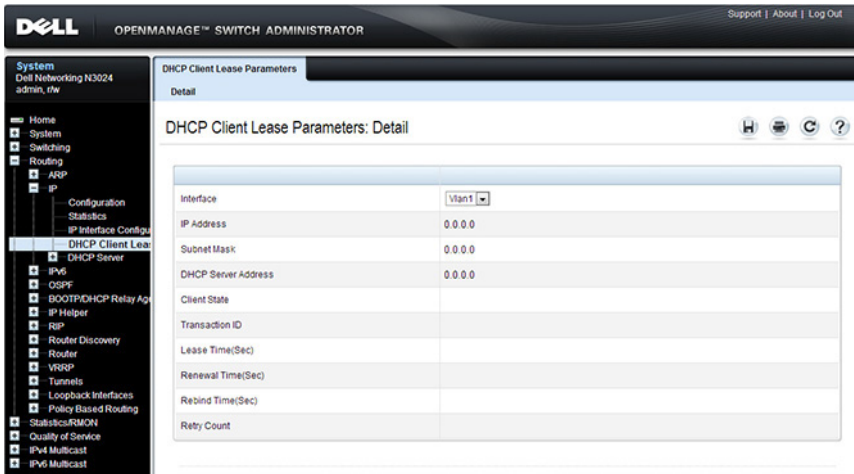 Support | About | Log Out
DELL
OPENMANAGE™ SWITCH ADMINISTRATOR
System
Dell Networking N3024
admin, r/w
Home
System
Switching
Routing
ARP
IP
Configuration
Statistics
IP Interface Configu
DHCP Client Leas
DHCP Server
IPv6
OSPF
BOOTP/DHCP Relay Age
IP Helper
RIP
Router Discovery
Router
VRRP
Tunnels
Loopback Interfaces
Policy Based Routing
Statistics/RMON
Quality of Service
IPv4 Multicast
IPv6 Multicast
DHCP Client Lease Parameters
Detail
DHCP Client Lease Parameters: Detail
Interface Vlan1
IP Address 0.0.0.0
Subnet Mask 0.0.0.0
DHCP Server Address 0.0.0.0
Client State
Transaction ID
Lease Time(Sec)
Renewal Time(Sec)
Rebind Time(Sec)
Retry Count